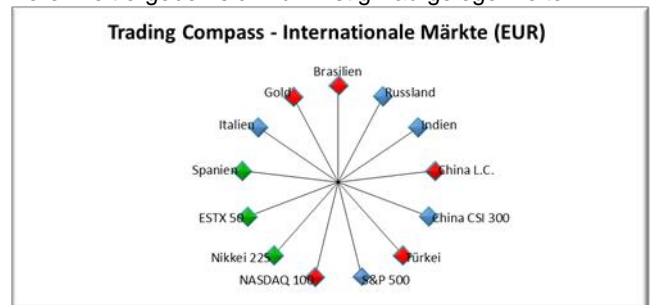 Trading Compass - Internationale Märkte (EUR)
Brasilien
Gold
Russland
Italien
Indien
Spanien
China L.C.
ESTX 50
China CSI 300
Nikkei 225
Türkei
NASDAQ 100
S&P 500